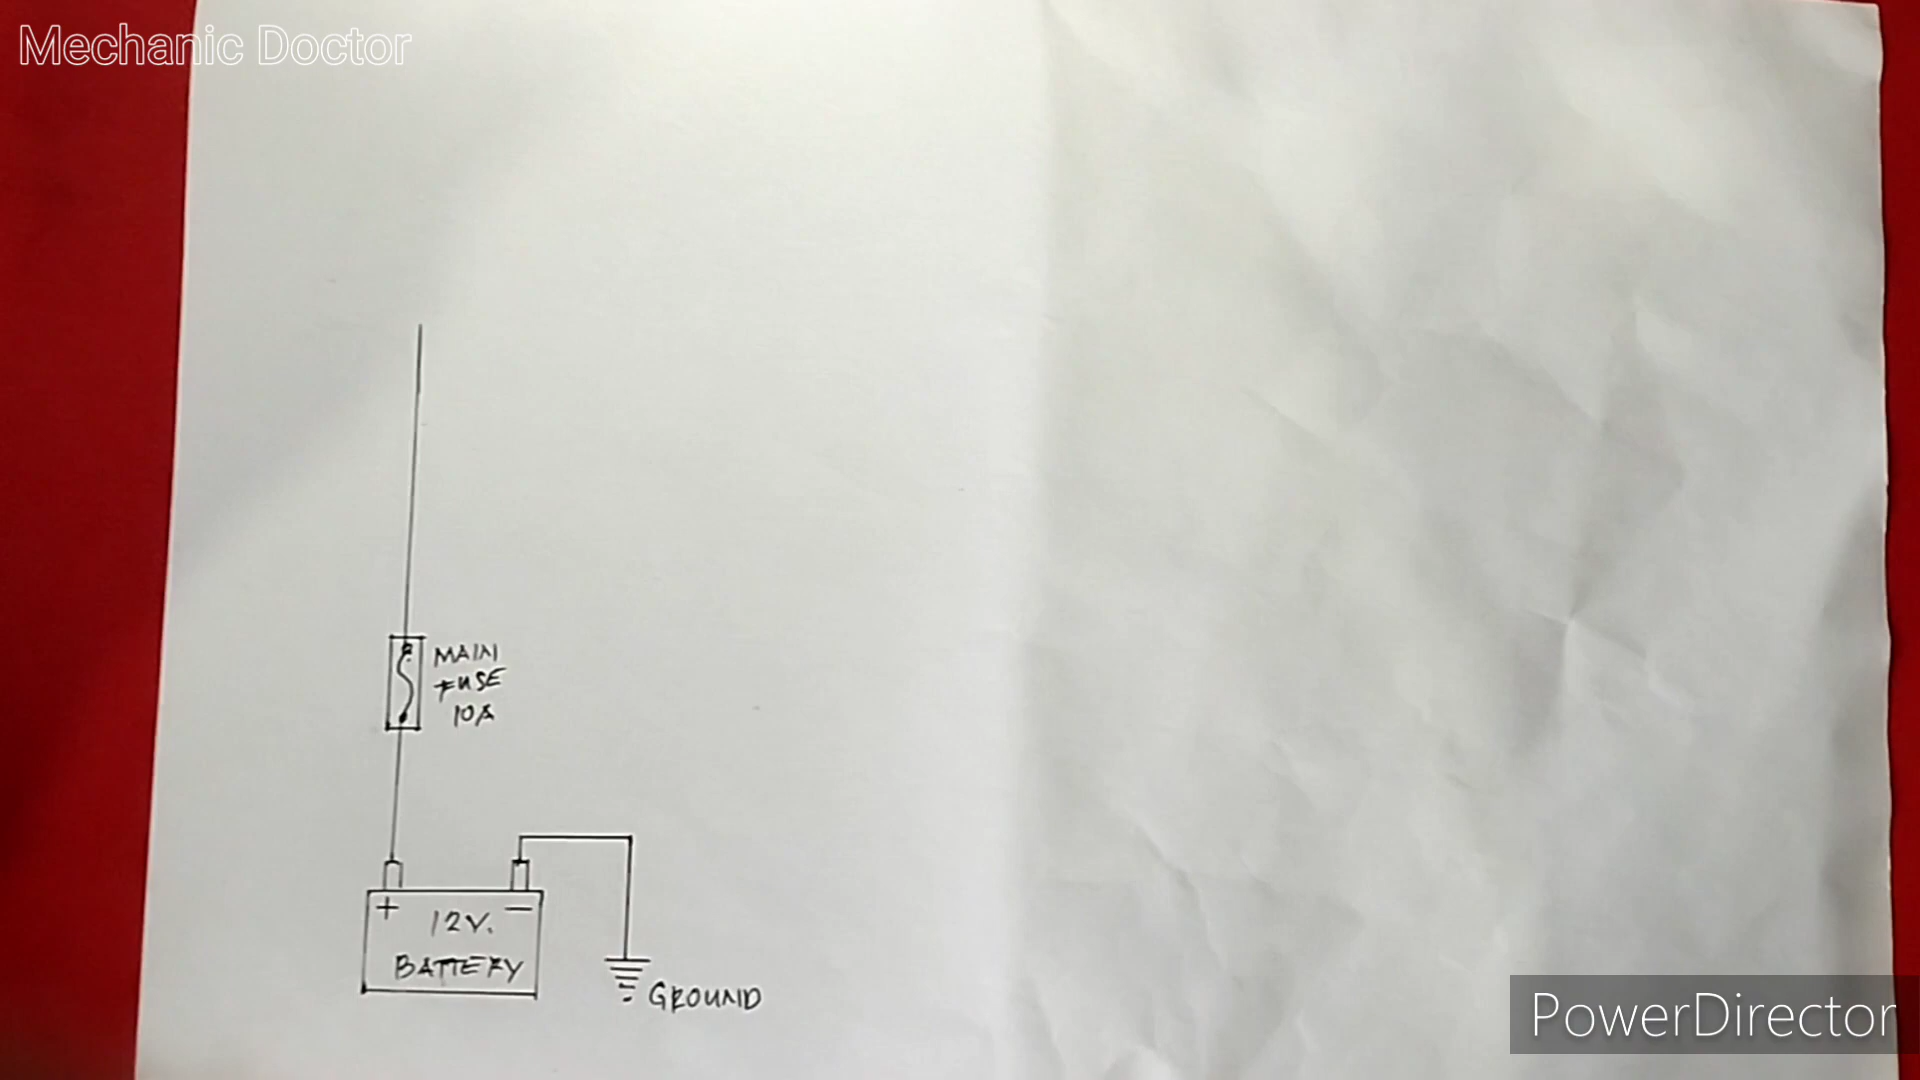 Mechanic Doctor
MAIN
FUSE
10A
+ 12V. −
BATTERY
GROUND
PowerDirector